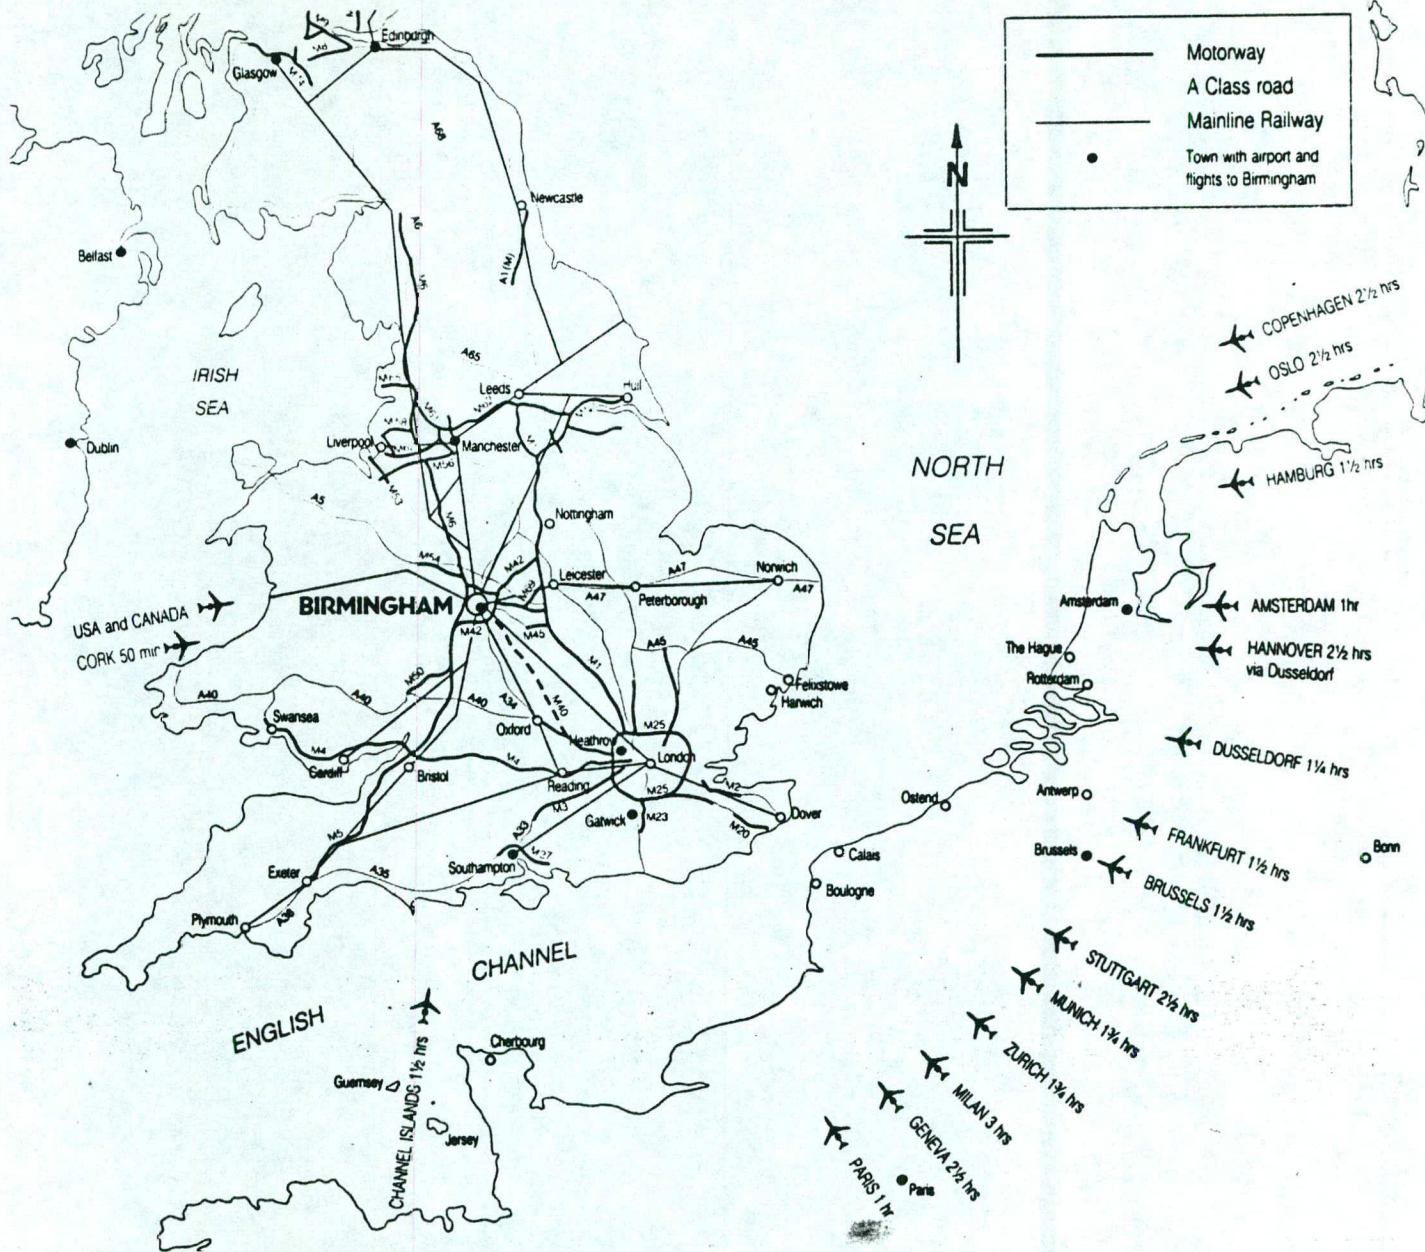 Motorway
A Class road
Mainline Railway
Town with airport and
flights to Birmingham
N
Edinburgh
M8
Glasgow
A68
Newcastle
A6
M6
A1(M)
Belfast
IRISH
SEA
A65
Leeds
Hull
Dublin
Liverpool
Manchester
M1
M56
M53
A5
M6
Nottingham
NORTH
SEA
COPENHAGEN 2½ hrs
OSLO 2½ hrs
HAMBURG 1½ hrs
M54
M42
M69
Leicester
A47
A47
Norwich
A47
Peterborough
BIRMINGHAM
USA and CANADA
CORK 50 min
M42
M45
A45
A45
M1
M50
A40
A40
A40
A34
M40
Felixstowe
Harwich
Amsterdam
AMSTERDAM 1hr
The Hague
HANNOVER 2½ hrs
via Dusseldorf
Rotterdam
Swansea
M4
Cardiff
Bristol
M4
Oxford
M25
Heathrow
London
Reading
M3
M25
M2
Gatwick
M23
M20
Dover
DUSSELDORF 1¼ hrs
Ostend
Antwerp
FRANKFURT 1½ hrs
Bonn
M5
A33
M27
Southampton
Exeter
A35
Plymouth
A38
Calais
Boulogne
Brussels
BRUSSELS 1½ hrs
STUTTGART 2½ hrs
MUNICH 1¾ hrs
ZURICH 1¾ hrs
MILAN 3 hrs
GENEVA 2½ hrs
PARIS 1 hr
Paris
ENGLISH
CHANNEL
Cherbourg
Guernsey
Jersey
CHANNEL ISLANDS 1½ hrs